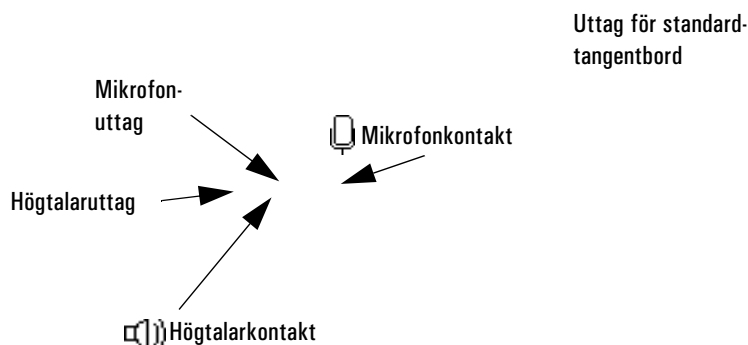 Uttag för standard-
tangentbord
Mikrofon-
uttag
Mikrofonkontakt
Högtalaruttag
Högtalarkontakt